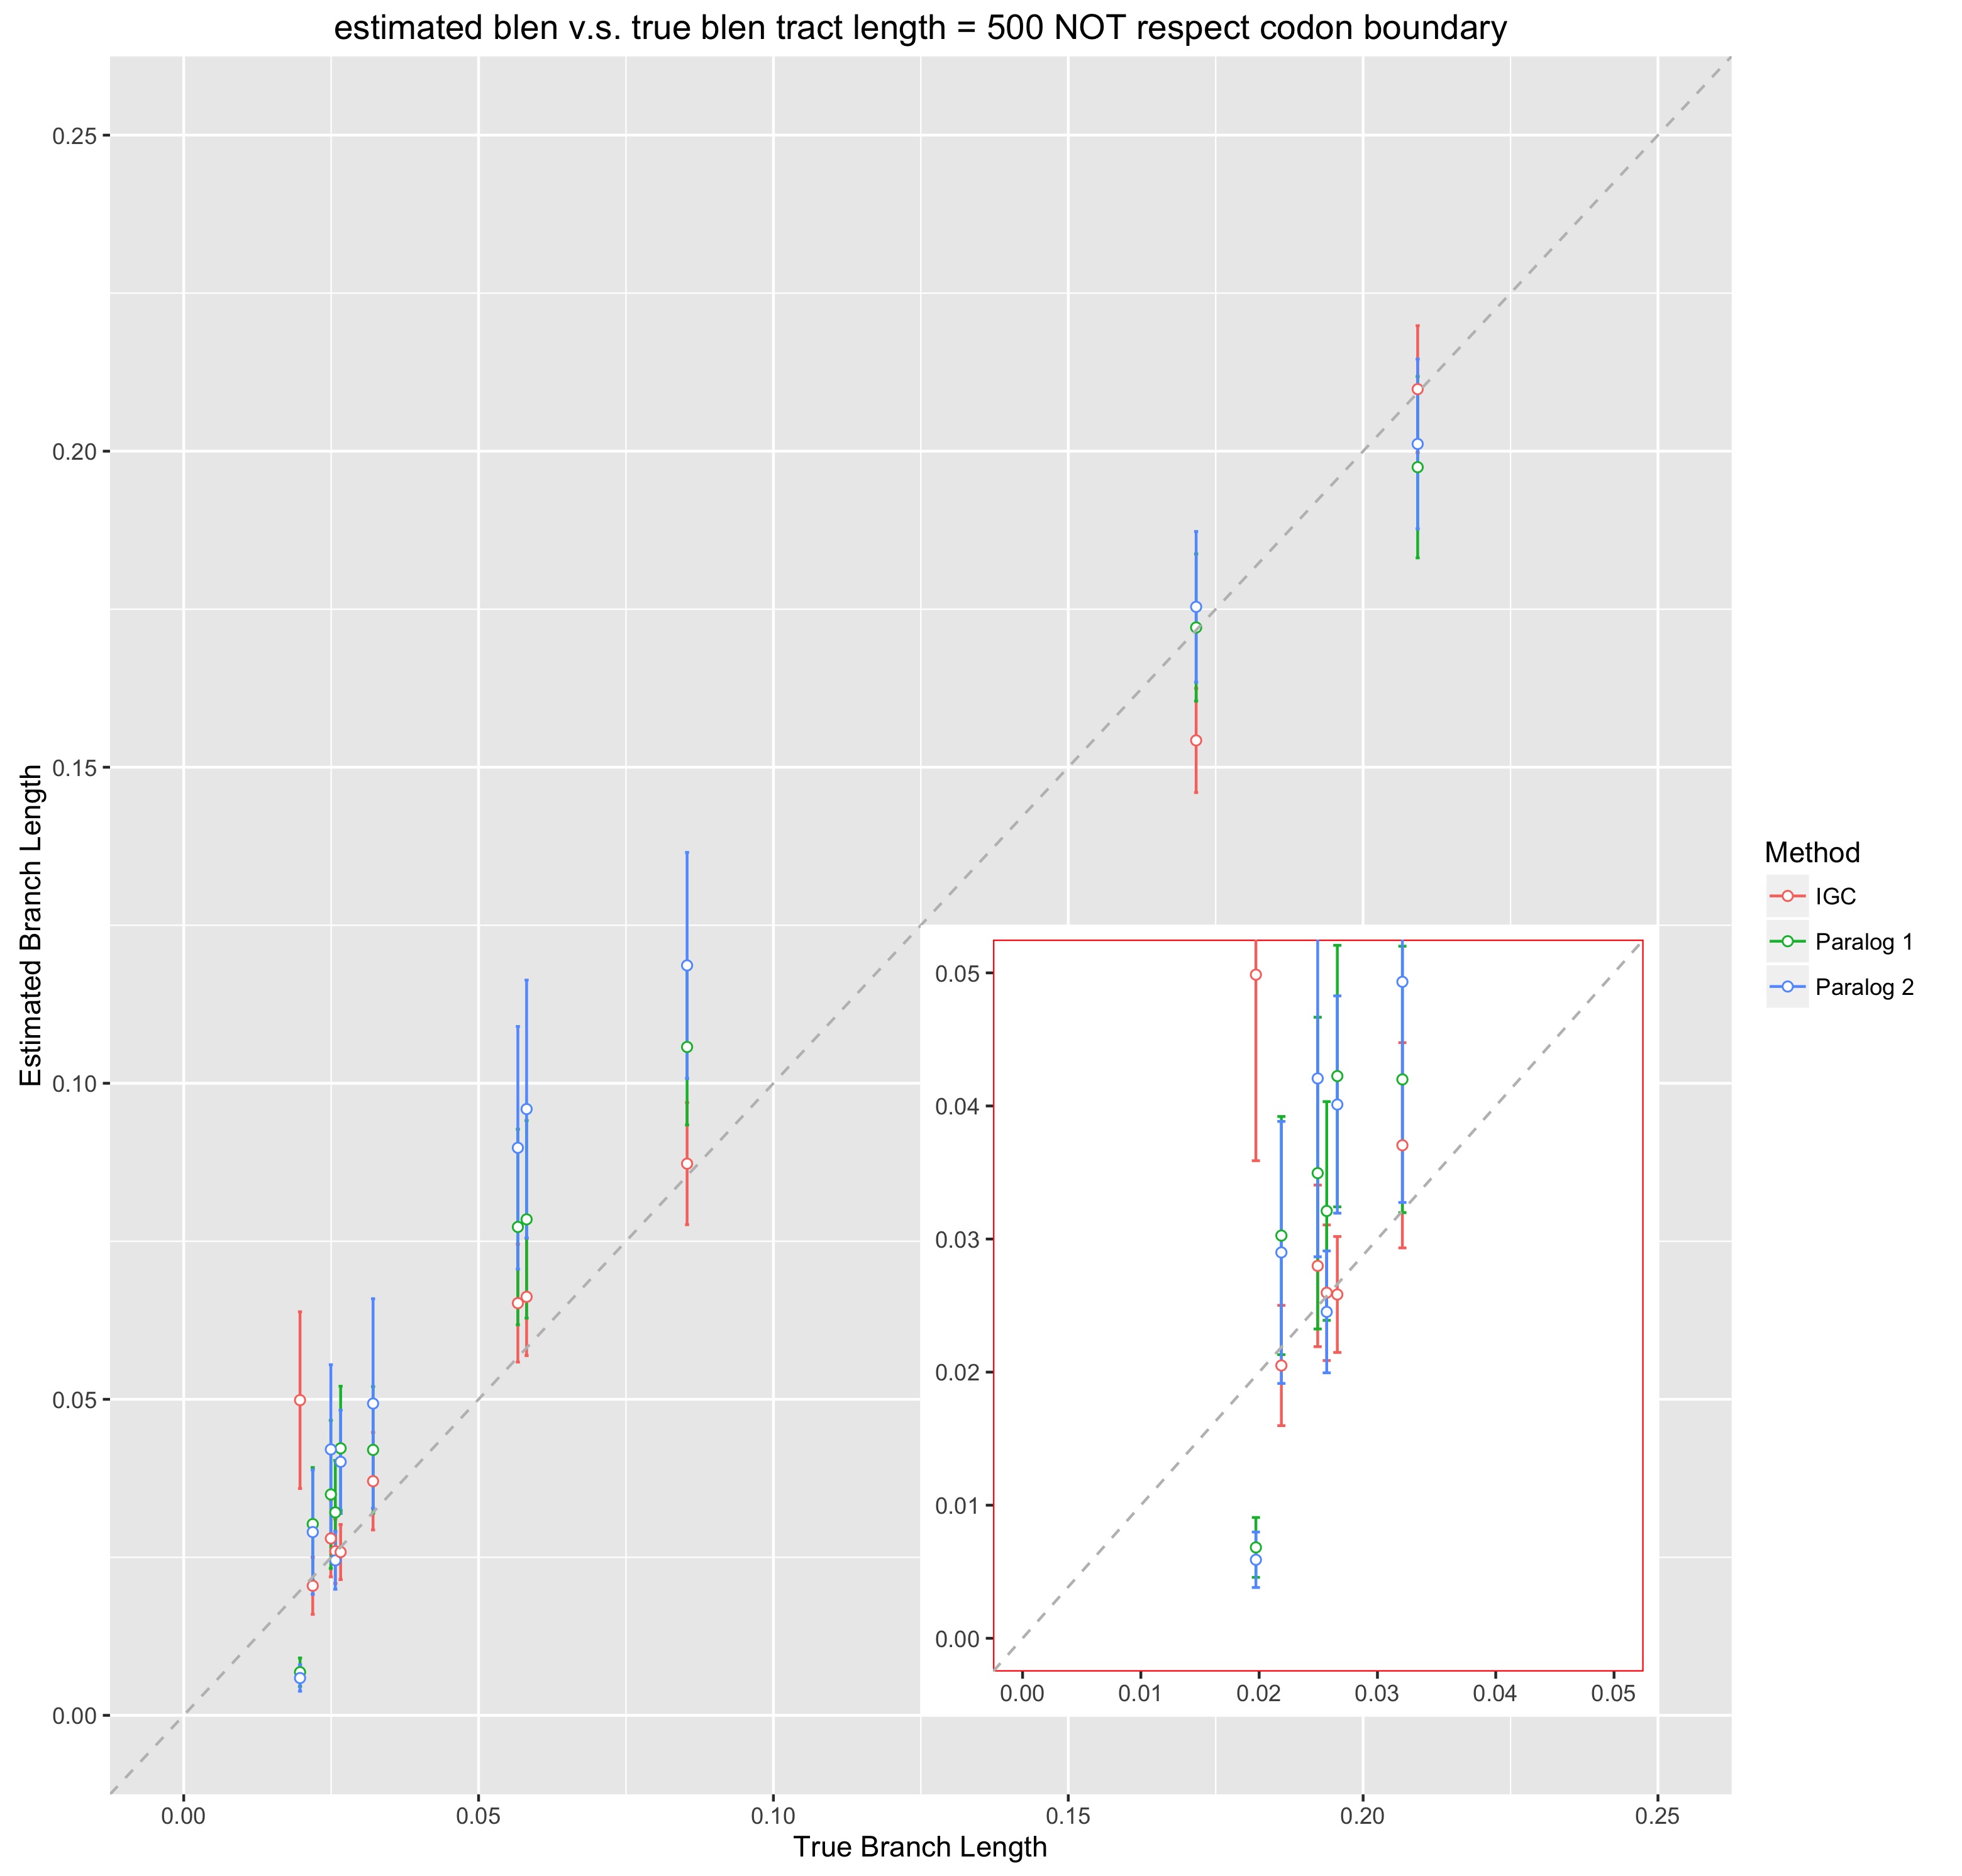 estimated blen v.s. true blen tract length = 500 NOT respect codon boundary
Estimated Branch Length
0.25
0.20
0.15
0.10
0.05
0.00
0.00 0.05 0.10 0.15 0.20 0.25
True Branch Length
0.05
0.04
0.03
0.02
0.01
0.00
0.00 0.01 0.02 0.03 0.04 0.05
Method
IGC
Paralog 1
Paralog 2